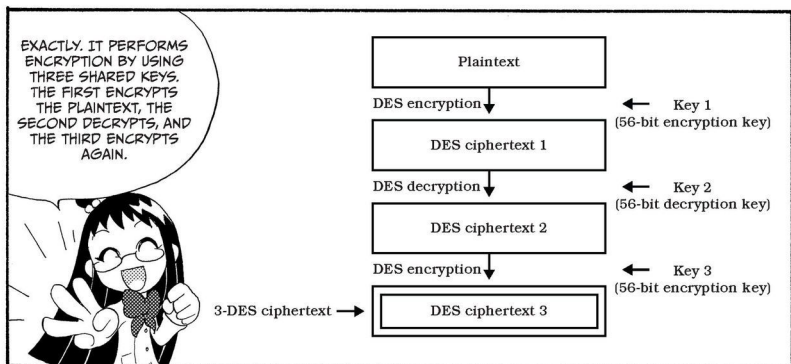 EXACTLY. IT PERFORMS
ENCRYPTION BY USING
THREE SHARED KEYS.
THE FIRST ENCRYPTS
THE PLAINTEXT, THE
SECOND DECRYPTS, AND
THE THIRD ENCRYPTS
AGAIN.
Plaintext
DES encryption
Key 1
(56-bit encryption key)
DES ciphertext 1
DES decryption
Key 2
(56-bit decryption key)
DES ciphertext 2
DES encryption
Key 3
(56-bit encryption key)
3-DES ciphertext
DES ciphertext 3